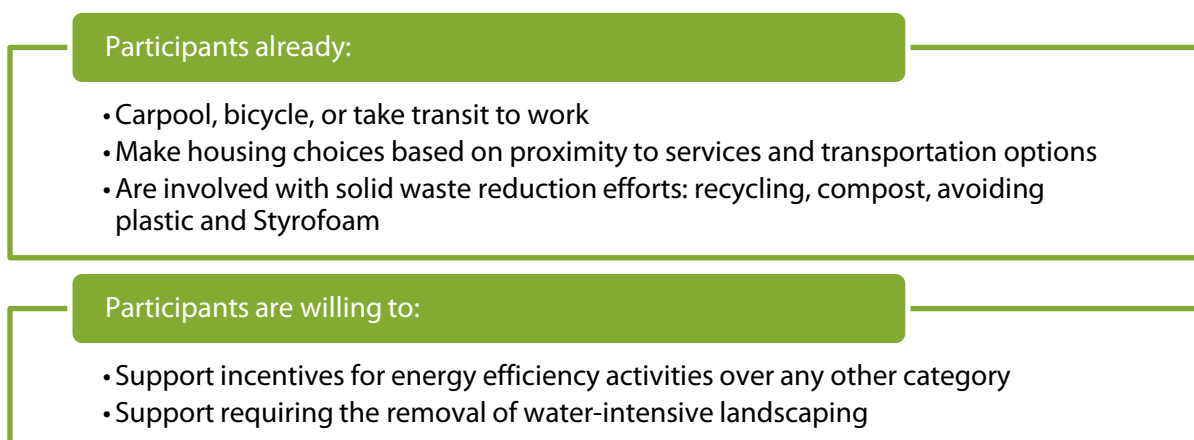 Participants already:
• Carpool, bicycle, or take transit to work
• Make housing choices based on proximity to services and transportation options
• Are involved with solid waste reduction efforts: recycling, compost, avoiding
plastic and Styrofoam
Participants are willing to:
• Support incentives for energy efficiency activities over any other category
• Support requiring the removal of water-intensive landscaping